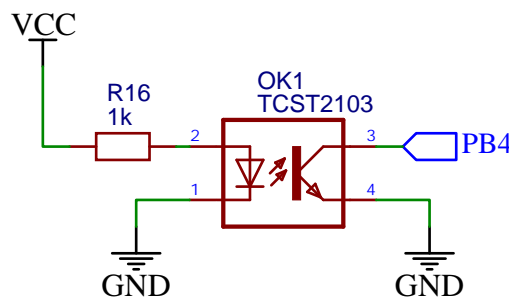 VCC
OK1
TCST2103
R16
1k
2
3
PB4
1
4
GND
GND